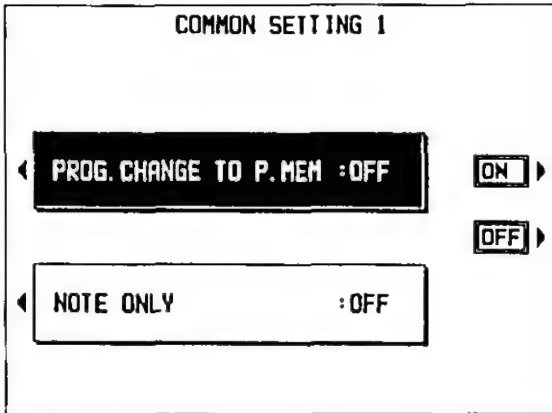 COMMON SETTING 1
PROG. CHANGE TO P. MEM :OFF
ON
OFF
NOTE ONLY :OFF